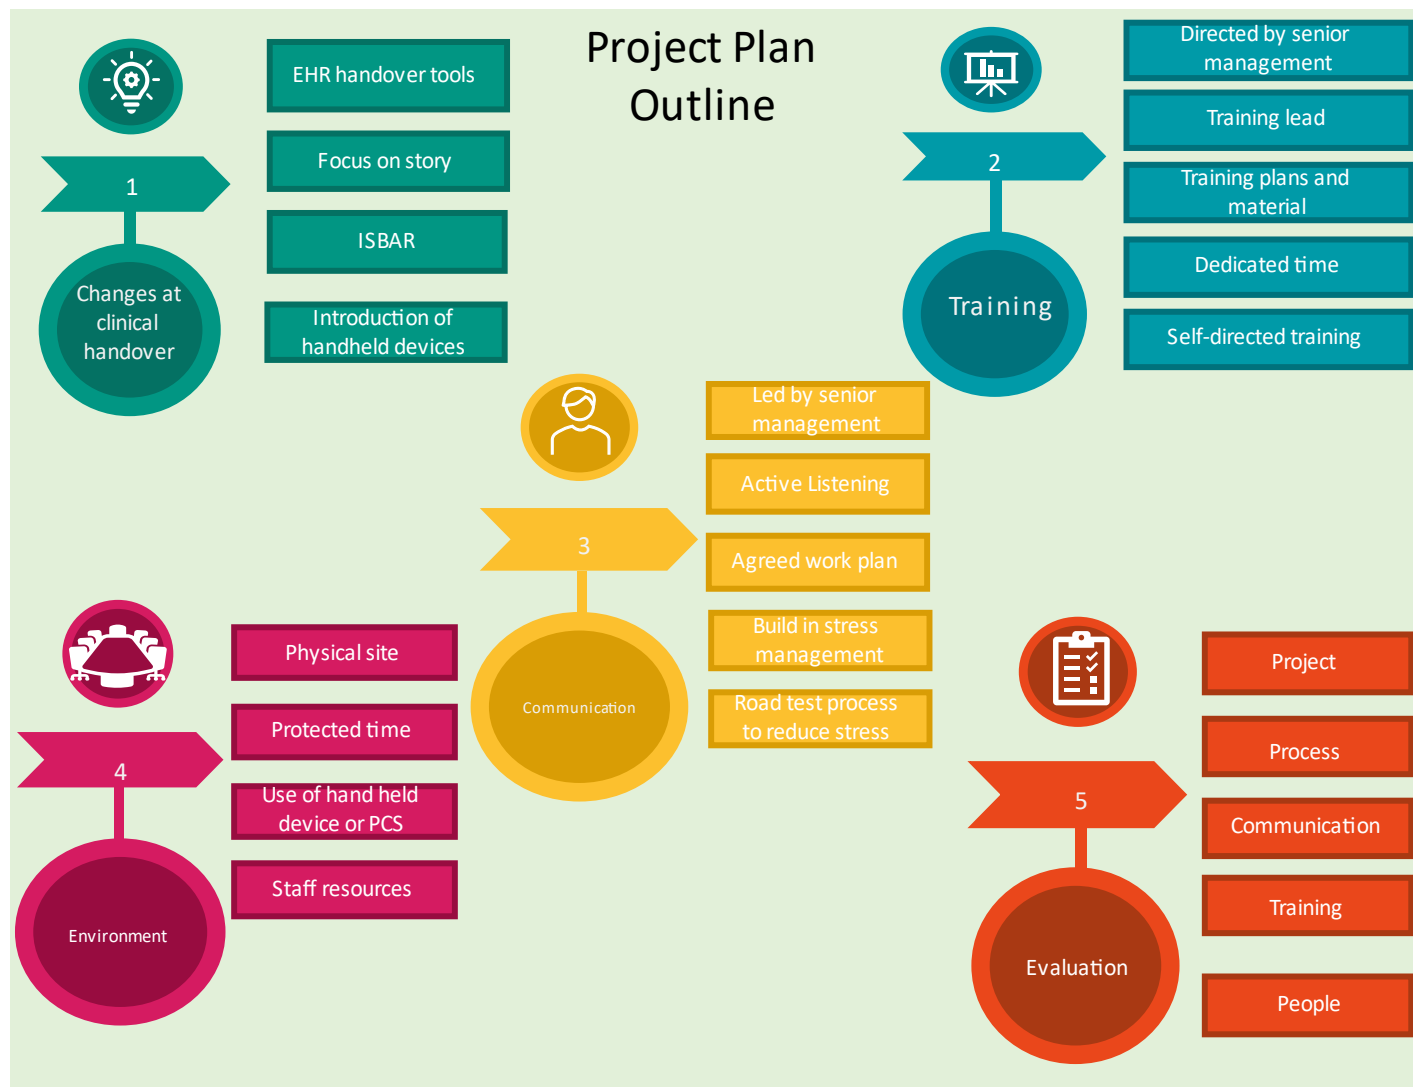 Project Plan
Outline
1
Changes at
clinical
handover
EHR handover tools
Focus on story
ISBAR
Introduction of
handheld devices
2
Training
Directed by senior
management
Training lead
Training plans and
material
Dedicated time
Self-directed training
3
Communication
Led by senior
management
Active Listening
Agreed work plan
Build in stress
management
Road test process
to reduce stress
4
Environment
Physical site
Protected time
Use of hand held
device or PCS
Staff resources
5
Evaluation
Project
Process
Communication
Training
People